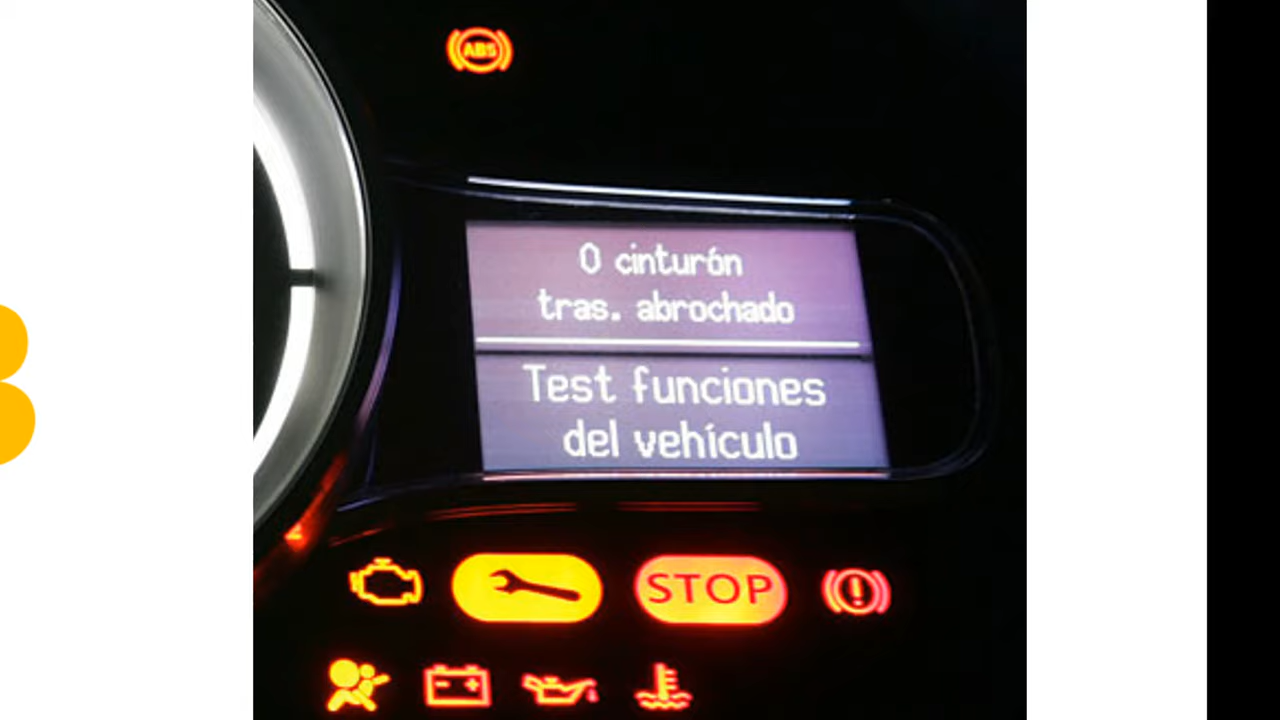 ABS
0 cinturón
tras. abrochado
Test funciones
del vehículo
STOP